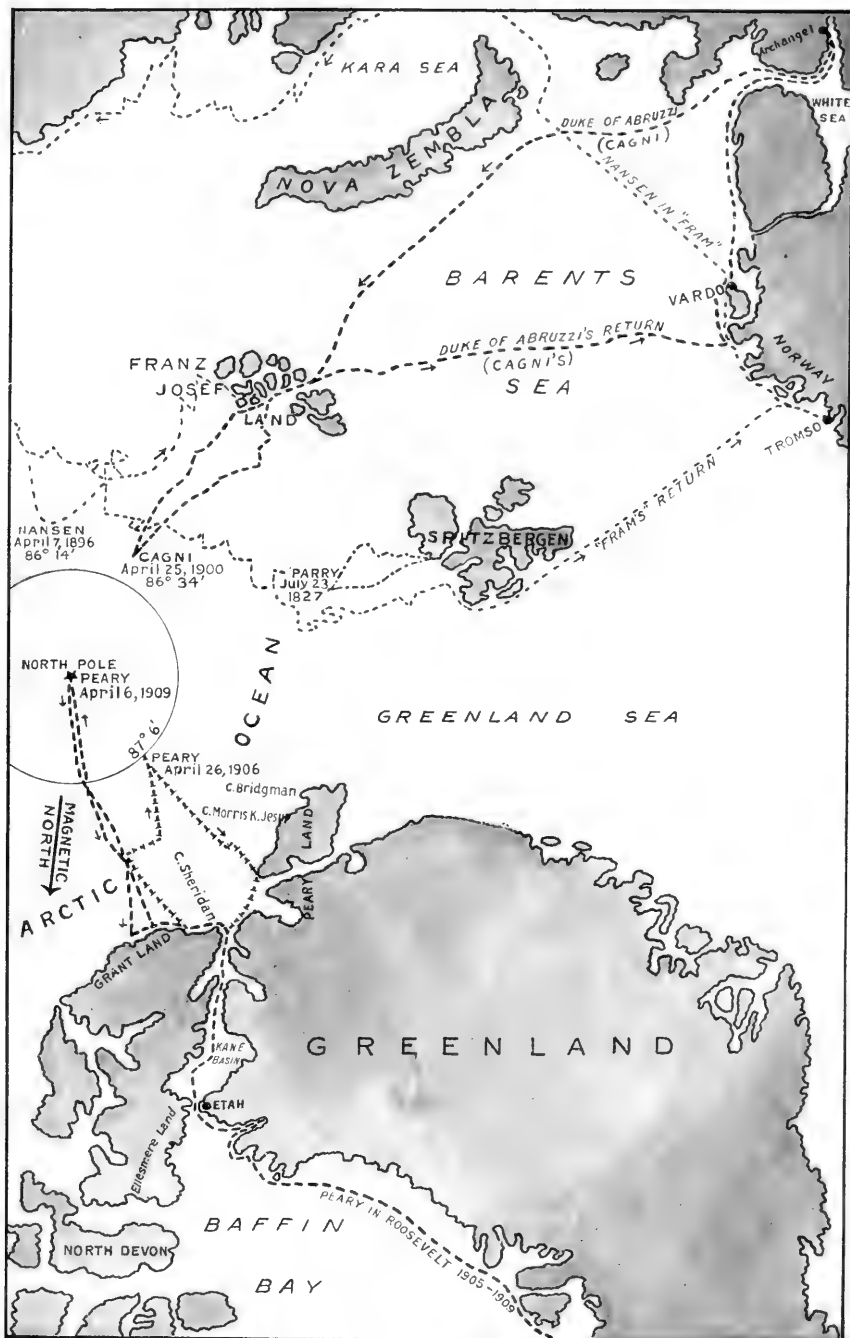 Archangel
KARA SEA
WHITE
SEA
DUKE OF ABRUZZI
(CAGNI)
NOVA ZEMBLA
NANSEN IN "FRAM"
BARENTS
VARDO
FRANZ
JOSEF
LAND
DUKE OF ABRUZZI'S RETURN
(CAGNI'S)
SEA
NORWAY
TROMSO
NANSEN
April 7, 1896
86° 14'
CAGNI
April 25, 1900
86° 34'
PARRY
July 23
1827
SPITZBERGEN
"FRAMS" RETURN
NORTH POLE
PEARY
April 6, 1909
OCEAN
GREENLAND SEA
87° 6'
PEARY
April 26, 1906
C. Bridgman
C. Morris K. Jesup
MAGNETIC
NORTH
PEARY LAND
C. Sheridan
ARCTIC
GRANT LAND
GREENLAND
KANE
BASIN
ETAH
Ellesmere Land
PEARY IN ROOSEVELT 1905-1909
BAFFIN
NORTH DEVON
BAY